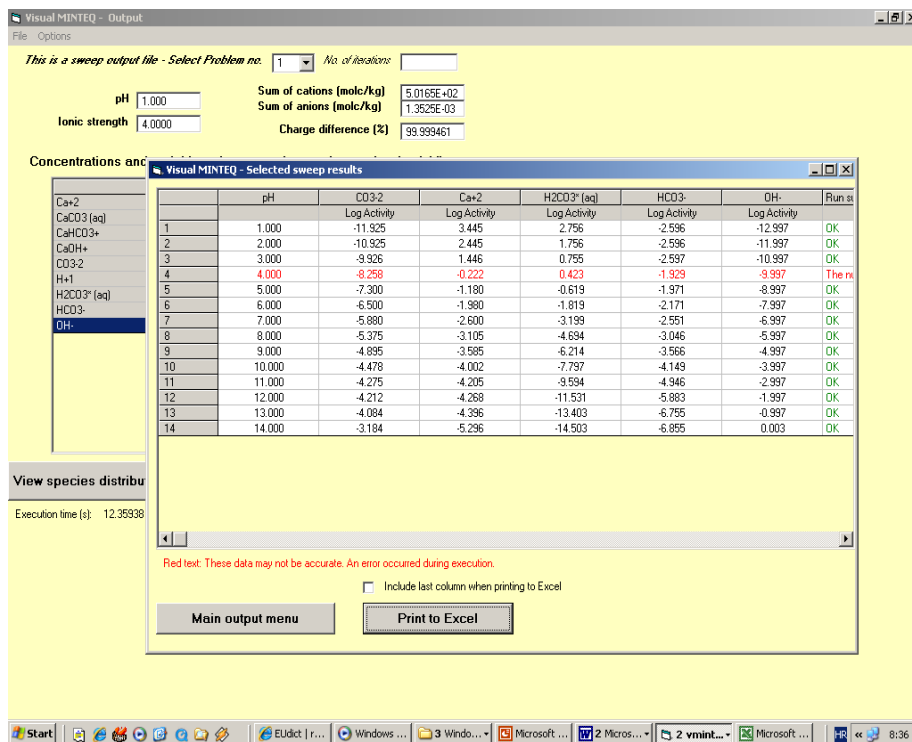 Visual MINTEQ - Output
File Options
This is a sweep output file - Select Problem no. 1 No. of iterations
pH 1.000
Ionic strength 4.0000
Sum of cations (molc/kg) 5.0165E+02
Sum of anions (molc/kg) 1.3525E-03
Charge difference (%) 99.999461
Concentrations and
Ca+2
CaCO3 (aq)
CaHCO3+
CaOH+
CO3-2
H+1
H2CO3* (aq)
HCO3-
OH-
View species distribu
Execution time (s): 12.35938
Visual MINTEQ - Selected sweep results
pH CO3-2 Ca+2 H2CO3* (aq) HCO3- OH- Run su
Log Activity Log Activity Log Activity Log Activity Log Activity
1 1.000 -11.925 3.445 2.756 -2.596 -12.997 OK
2 2.000 -10.925 2.445 1.756 -2.596 -11.997 OK
3 3.000 -9.926 1.446 0.755 -2.597 -10.997 OK
4 4.000 -8.258 -0.222 0.423 -1.929 -9.997 The nu
5 5.000 -7.300 -1.180 -0.619 -1.971 -8.997 OK
6 6.000 -6.500 -1.980 -1.819 -2.171 -7.997 OK
7 7.000 -5.880 -2.600 -3.199 -2.551 -6.997 OK
8 8.000 -5.375 -3.105 -4.694 -3.046 -5.997 OK
9 9.000 -4.895 -3.585 -6.214 -3.566 -4.997 OK
10 10.000 -4.478 -4.002 -7.797 -4.149 -3.997 OK
11 11.000 -4.275 -4.205 -9.594 -4.946 -2.997 OK
12 12.000 -4.212 -4.268 -11.531 -5.883 -1.997 OK
13 13.000 -4.084 -4.396 -13.403 -6.755 -0.997 OK
14 14.000 -3.184 -5.296 -14.503 -6.855 0.003 OK
Red text: These data may not be accurate. An error occurred during execution.
Include last column when printing to Excel
Main output menu Print to Excel
Start EUdict | r... Windows ... 3 Windo... Microsoft ... 2 Micros... 2 vmint... Microsoft ... HR « 8:36